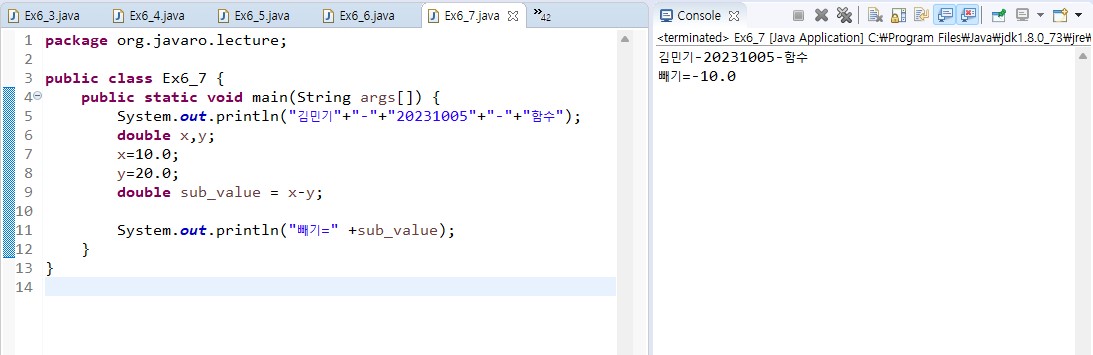 Ex6_3.java Ex6_4.java Ex6_5.java Ex6_6.java Ex6_7.java »42
1 package org.javaro.lecture;
2
3 public class Ex6_7 {
4 public static void main(String args[]) {
5 System.out.println("김민기"+"-"+"20231005"+"-"+"함수");
6 double x,y;
7 x=10.0;
8 y=20.0;
9 double sub_value = x-y;
10
11 System.out.println("빼기=" +sub_value);
12 }
13 }
14
Console
<terminated> Ex6_7 [Java Application] C:₩Program Files₩Java₩jdk1.8.0_73₩jre₩
김민기-20231005-함수
빼기=-10.0